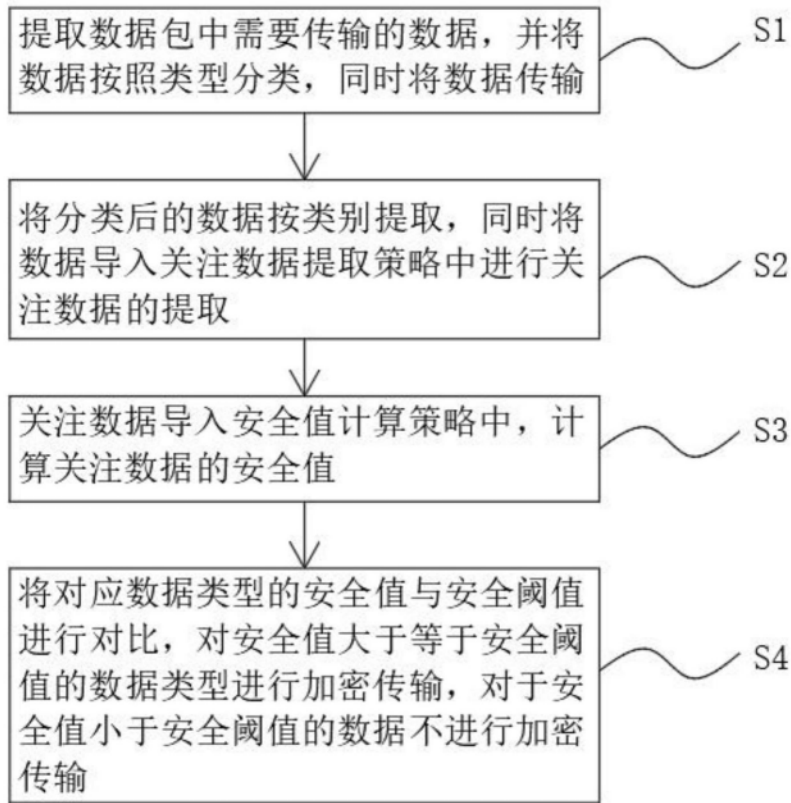 提取数据包中需要传输的数据，并将
数据按照类型分类，同时将数据传输
S1
将分类后的数据按类别提取，同时将
数据导入关注数据提取策略中进行关
注数据的提取
S2
关注数据导入安全值计算策略中，计
算关注数据的安全值
S3
将对应数据类型的安全值与安全阈值
进行对比，对安全值大于等于安全阈
值的数据类型进行加密传输，对于安
全值小于安全阈值的数据不进行加密
传输
S4